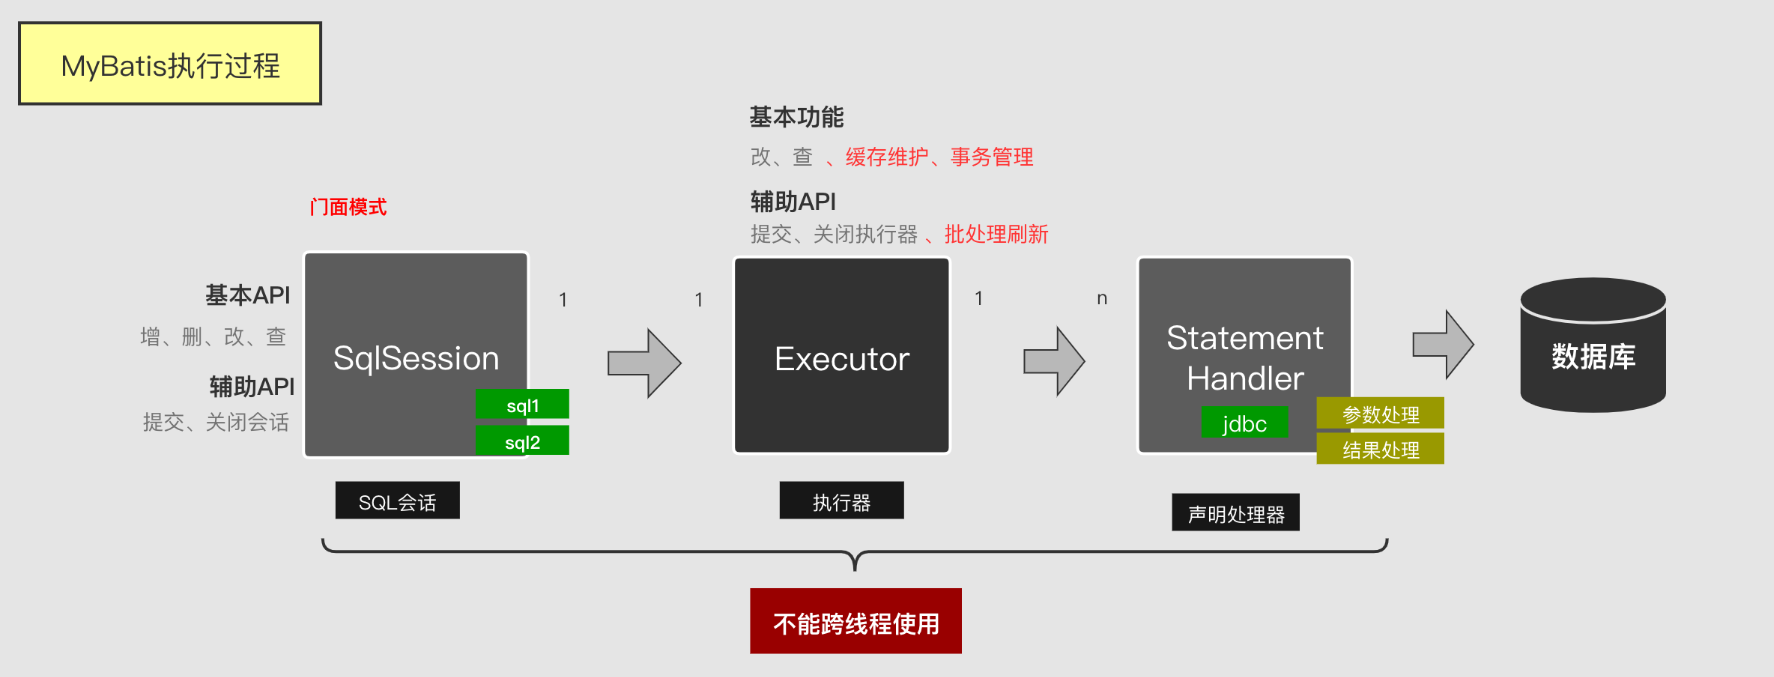 MyBatis执行过程
基本功能
改、查 、缓存维护、事务管理
辅助API
提交、关闭执行器 、批处理刷新
门面模式
基本API
增、删、改、查
辅助API
提交、关闭会话
SqlSession
sql1
sql2
1
1
Executor
1
n
Statement
Handler
jdbc
参数处理
结果处理
数据库
SQL会话
执行器
声明处理器
不能跨线程使用